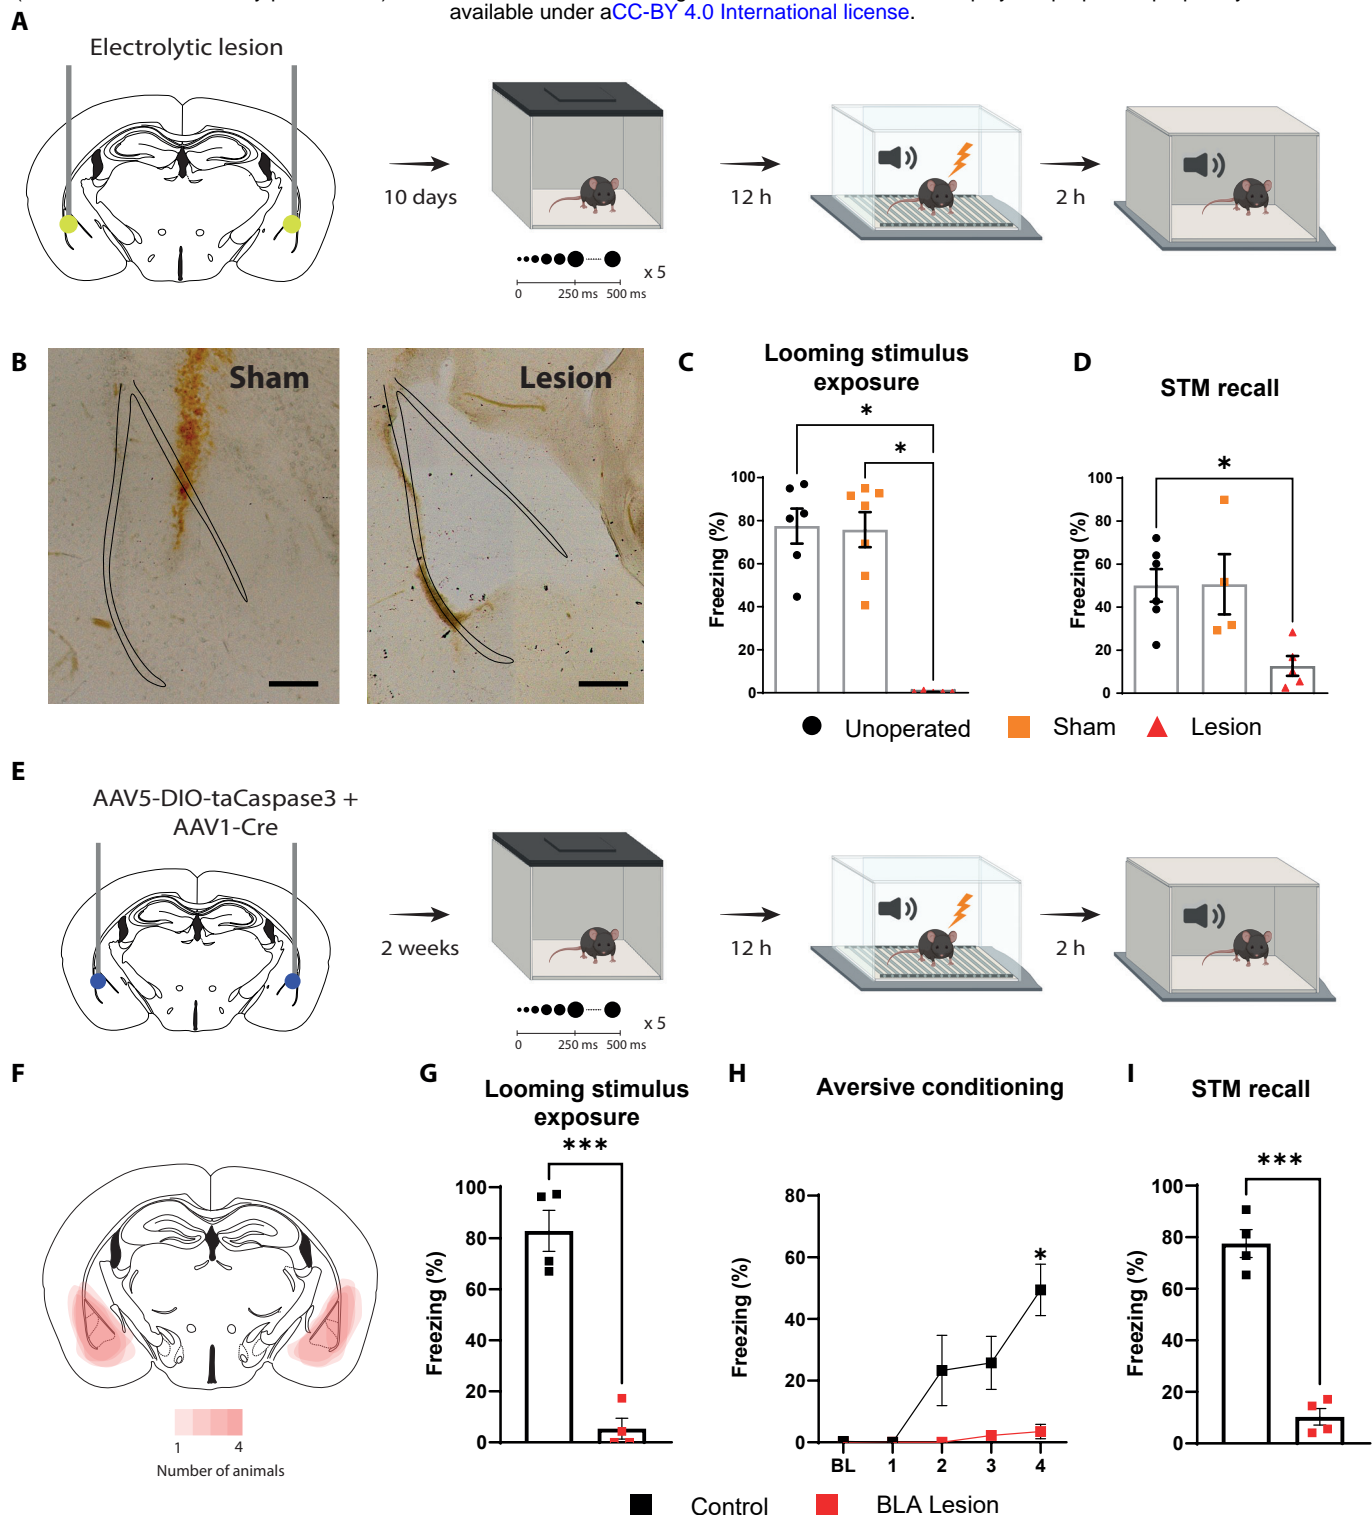 available under aCC-BY 4.0 International license.
A
Electrolytic lesion
10 days
12 h
2 h
x 5
0 250 ms 500 ms
B
Sham
Lesion
C
Looming stimulus
exposure
*
*
Freezing (%)
100
80
60
40
20
0
D
STM recall
*
Freezing (%)
100
80
60
40
20
0
Unoperated Sham Lesion
E
AAV5-DIO-taCaspase3 +
AAV1-Cre
2 weeks
12 h
2 h
x 5
0 250 ms 500 ms
F
1 4
Number of animals
G
Looming stimulus
exposure
***
Freezing (%)
100
80
60
40
20
0
H
Aversive conditioning
*
Freezing (%)
80
60
40
20
0
BL 1 2 3 4
I
STM recall
***
Freezing (%)
100
80
60
40
20
0
Control BLA Lesion